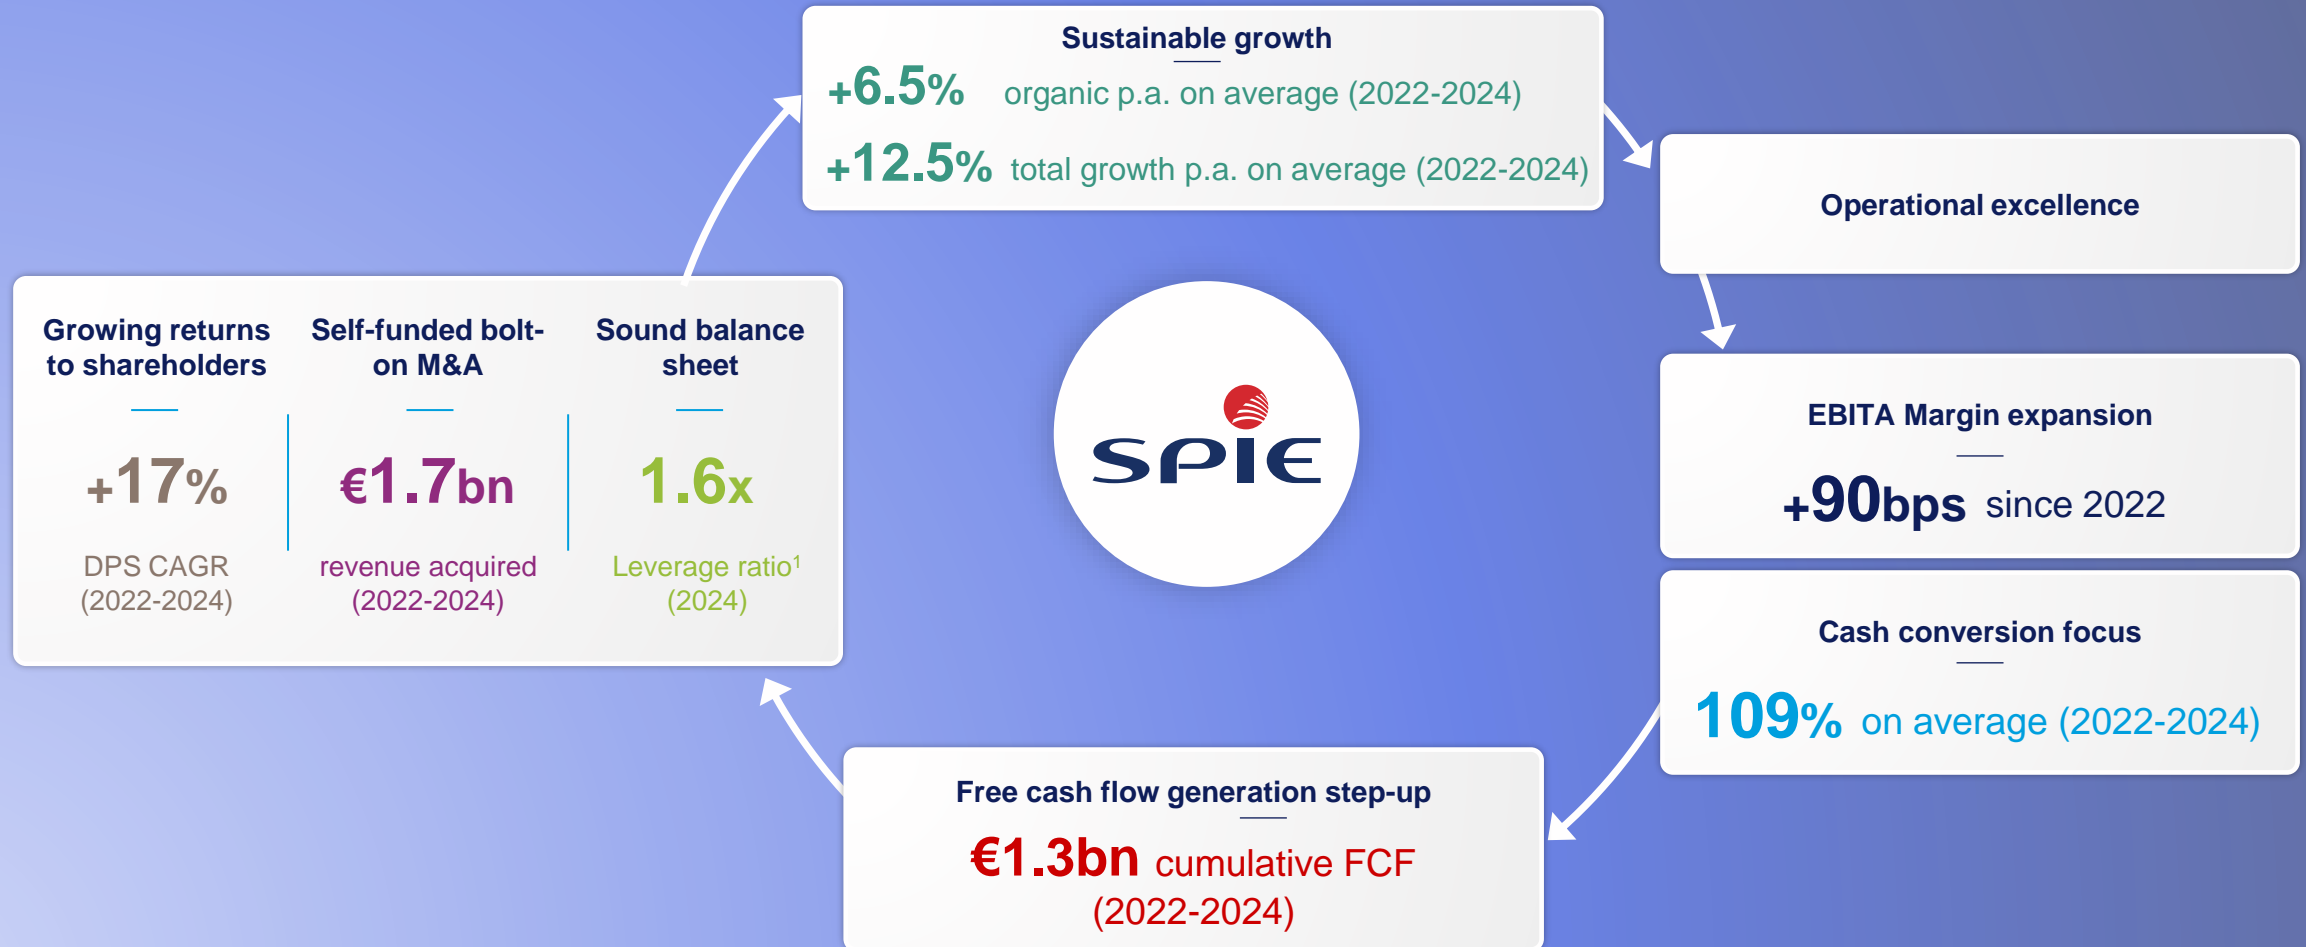 Sustainable growth
+6.5% organic p.a. on average (2022-2024)
+12.5% total growth p.a. on average (2022-2024)
Operational excellence
EBITA Margin expansion
+90bps since 2022
Cash conversion focus
109% on average (2022-2024)
Free cash flow generation step-up
€1.3bn cumulative FCF
(2022-2024)
Growing returns
to shareholders
+17%
DPS CAGR
(2022-2024)
Self-funded bolt-
on M&A
€1.7bn
revenue acquired
(2022-2024)
Sound balance
sheet
1.6x
Leverage ratio¹
(2024)
SPIE